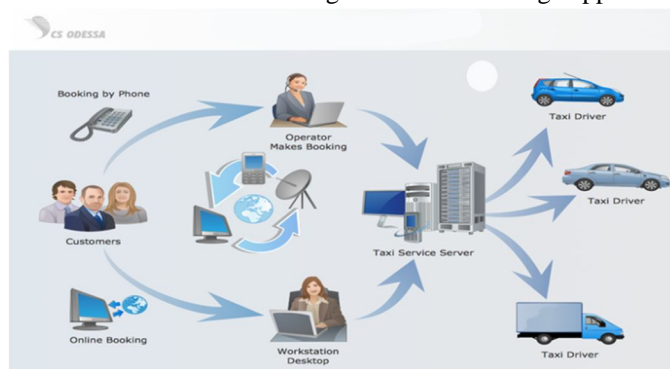 CS ODESSA
Booking by Phone
Operator
Makes Booking
Taxi Driver
Taxi Driver
Customers
Taxi Service Server
Online Booking
Workstation
Desktop
Taxi Driver